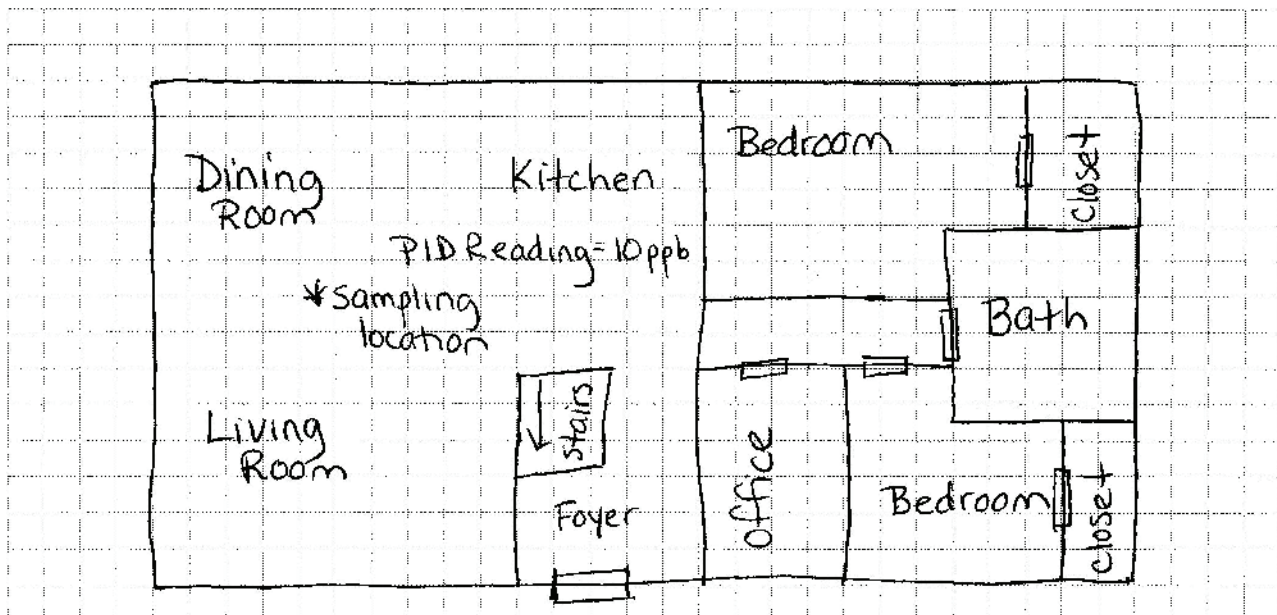 Bedroom
Closet
Dining
Room
Kitchen
PID Reading=10ppb
*Sampling
location
Bath
Stairs
Living
Room
Office
Foyer
Bedroom
Closet